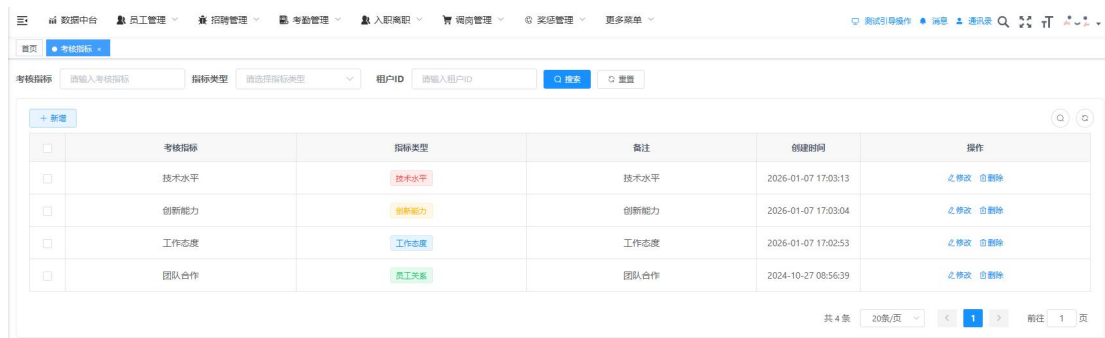 数据中台 员工管理 招聘管理 考勤管理 入职离职 调岗管理 奖惩管理 更多菜单 测试引导操作 消息 通讯录
首页 考核指标 ×
考核指标 请输入考核指标 指标类型 请选择指标类型 租户ID 请输入租户ID 搜索 重置
+ 新增
考核指标 指标类型 备注 创建时间 操作
技术水平 技术水平 技术水平 2026-01-07 17:03:13 修改 删除
创新能力 创新能力 创新能力 2026-01-07 17:03:04 修改 删除
工作态度 工作态度 工作态度 2026-01-07 17:02:53 修改 删除
团队合作 员工关系 团队合作 2024-10-27 08:56:39 修改 删除
共 4 条 20条/页 < 1 > 前往 1 页